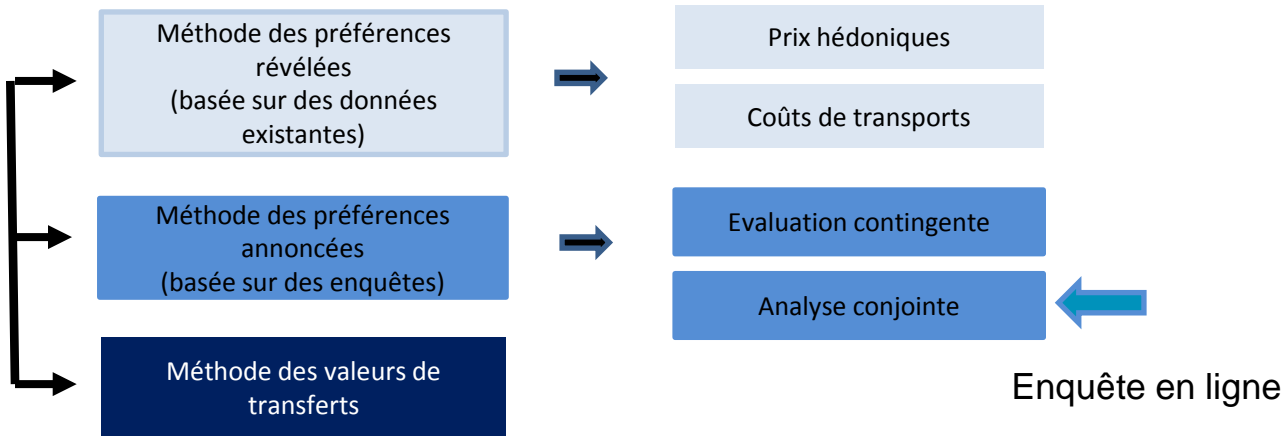 Méthode des préférences
révélées
(basée sur des données
existantes)
Prix hédoniques
Coûts de transports
Méthode des préférences
annoncées
(basée sur des enquêtes)
Evaluation contingente
Analyse conjointe
Méthode des valeurs de
transferts
Enquête en ligne